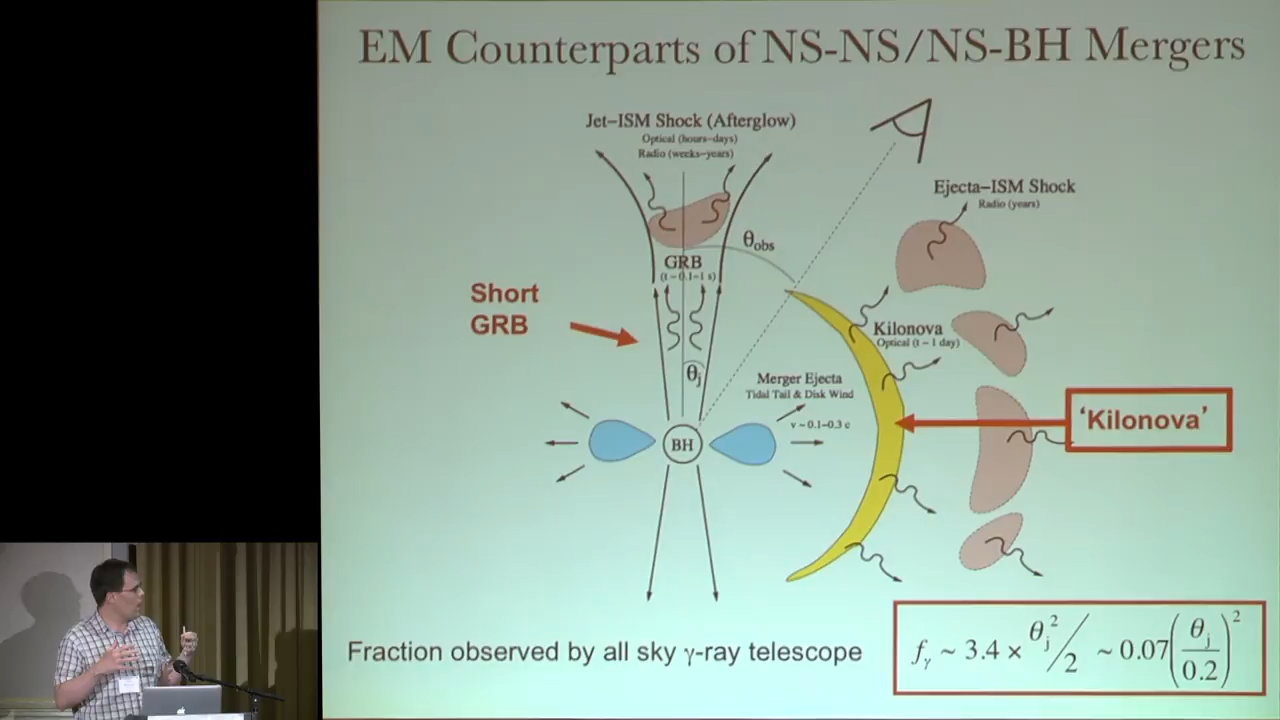 EM Counterparts of NS-NS/NS-BH Mergers
Jet–ISM Shock (Afterglow)
Optical (hours–days)
Radio (weeks–years)
Ejecta–ISM Shock
Radio (years)
θobs
GRB
(t ~ 0.1–1 s)
Short
GRB
Kilonova
Optical (t ~ 1 day)
θj
Merger Ejecta
Tidal Tail & Disk Wind
v ~ 0.1–0.3 c
'Kilonova'
BH
Fraction observed by all sky γ-ray telescope
fγ ~ 3.4 × θj²/2 ~ 0.07(θj/0.2)²